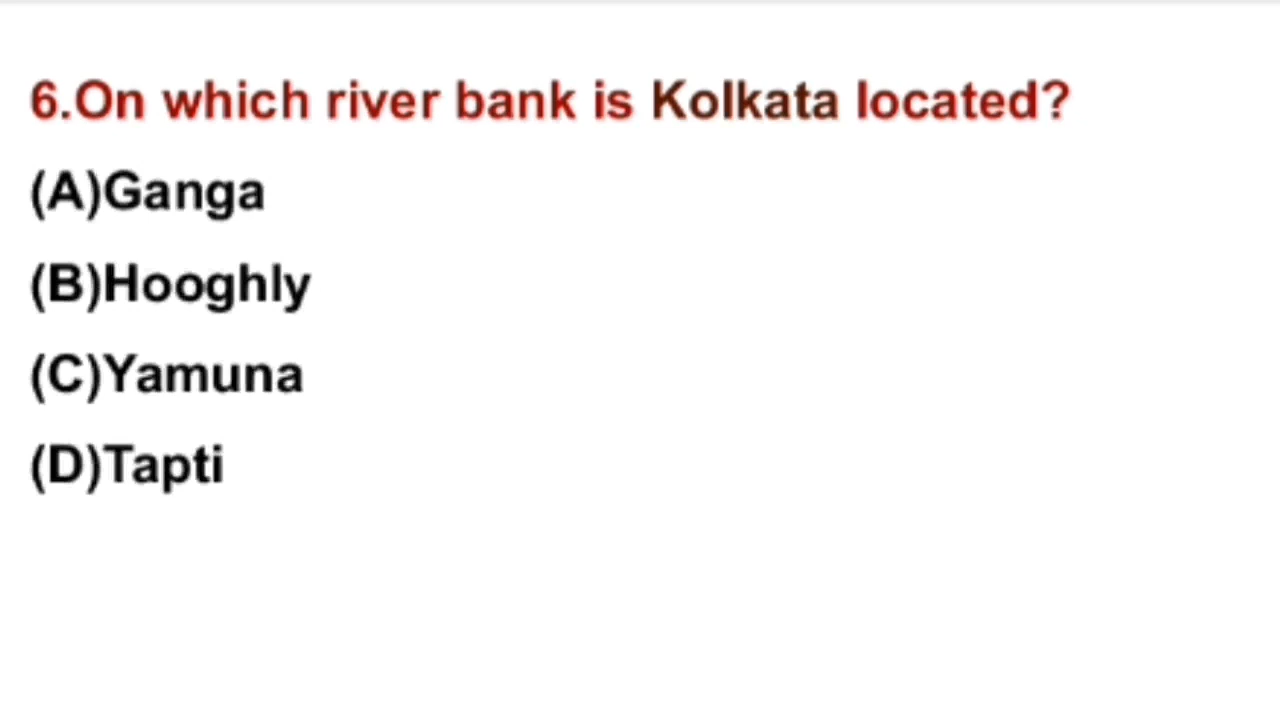 6.On which river bank is Kolkata located?
(A)Ganga
(B)Hooghly
(C)Yamuna
(D)Tapti